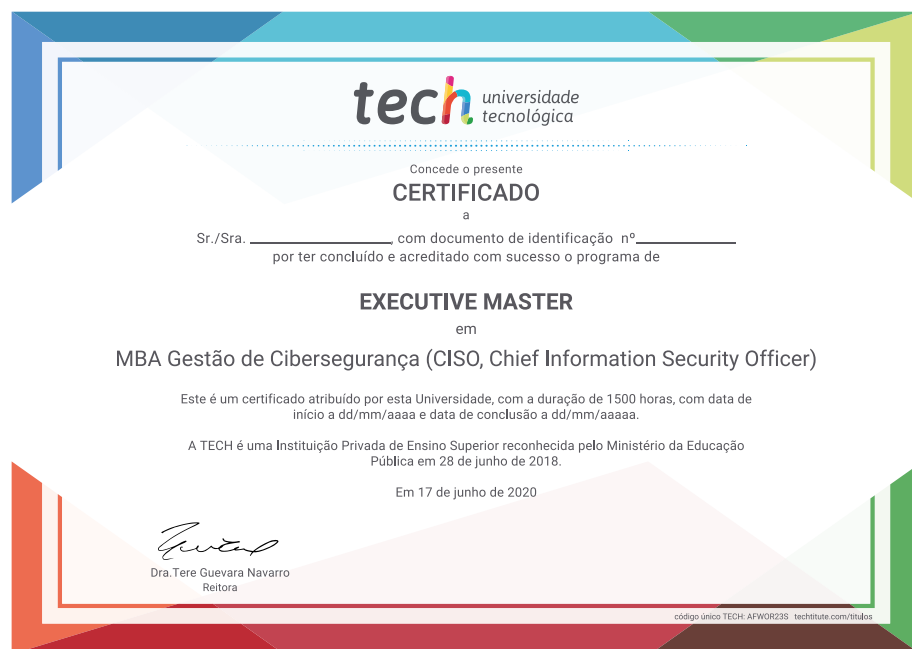 tech universidade
tecnológica
Concede o presente
CERTIFICADO
a
Sr./Sra. ____________________, com documento de identificação nº______________
por ter concluído e acreditado com sucesso o programa de
EXECUTIVE MASTER
em
MBA Gestão de Cibersegurança (CISO, Chief Information Security Officer)
Este é um certificado atribuído por esta Universidade, com a duração de 1500 horas, com data de
início a dd/mm/aaaa e data de conclusão a dd/mm/aaaaa.
A TECH é uma Instituição Privada de Ensino Superior reconhecida pelo Ministério da Educação
Pública em 28 de junho de 2018.
Em 17 de junho de 2020
Dra.Tere Guevara Navarro
Reitora
código único TECH: AFWOR23S techtitute.com/titulos